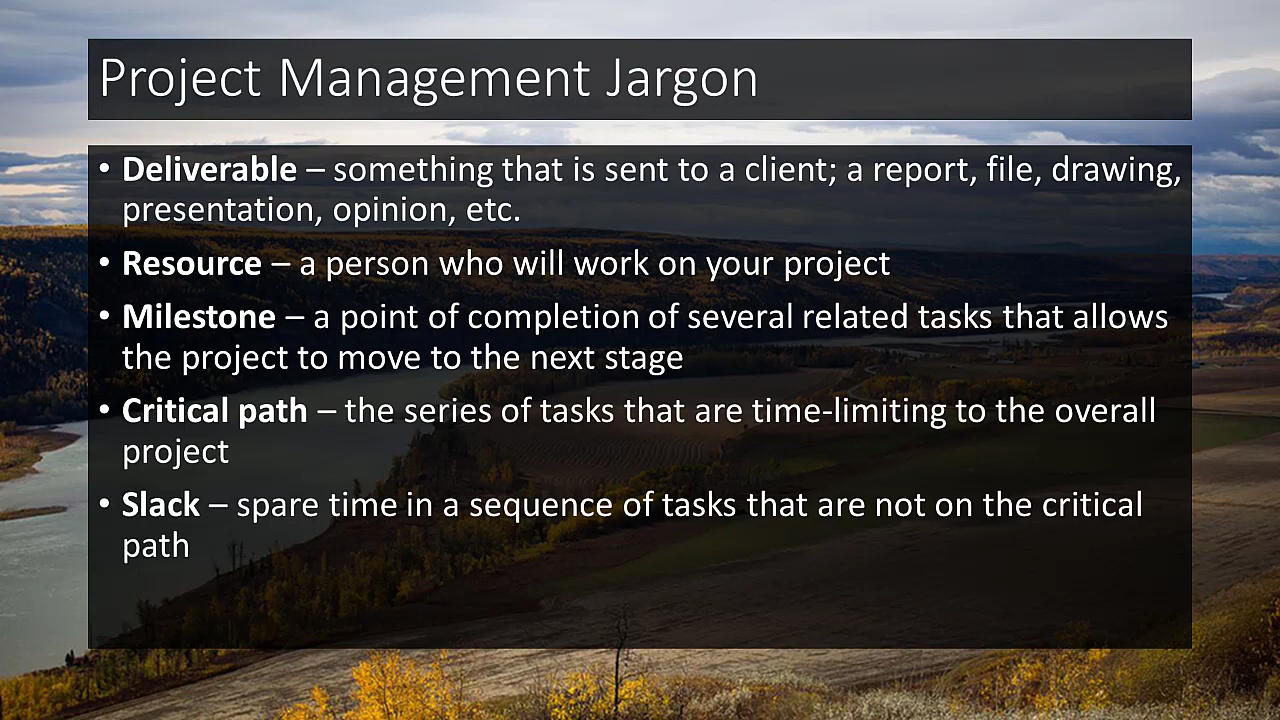 Project Management Jargon
• Deliverable – something that is sent to a client; a report, file, drawing,
presentation, opinion, etc.
• Resource – a person who will work on your project
• Milestone – a point of completion of several related tasks that allows
the project to move to the next stage
• Critical path – the series of tasks that are time-limiting to the overall
project
• Slack – spare time in a sequence of tasks that are not on the critical
path